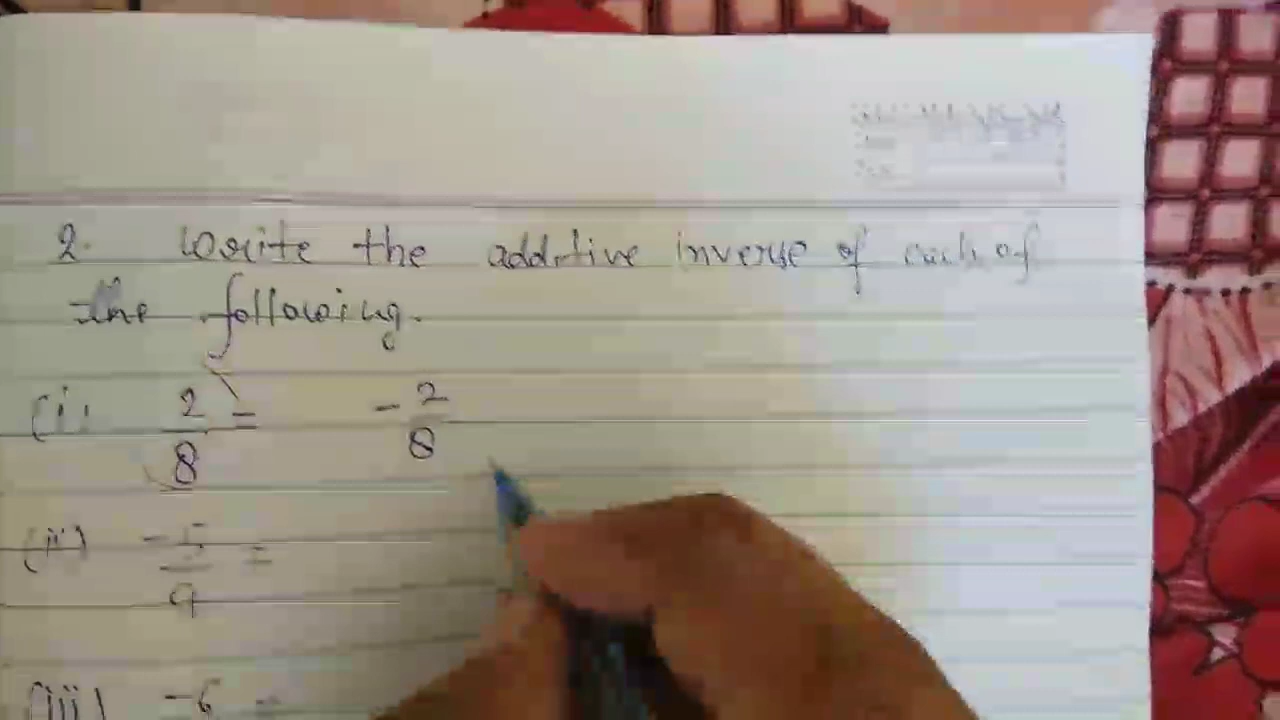 2. Write the additive inverse of each of
the following.
(i) 2/8 = -2/8
(ii) -5/9 =
(iii) -6 =